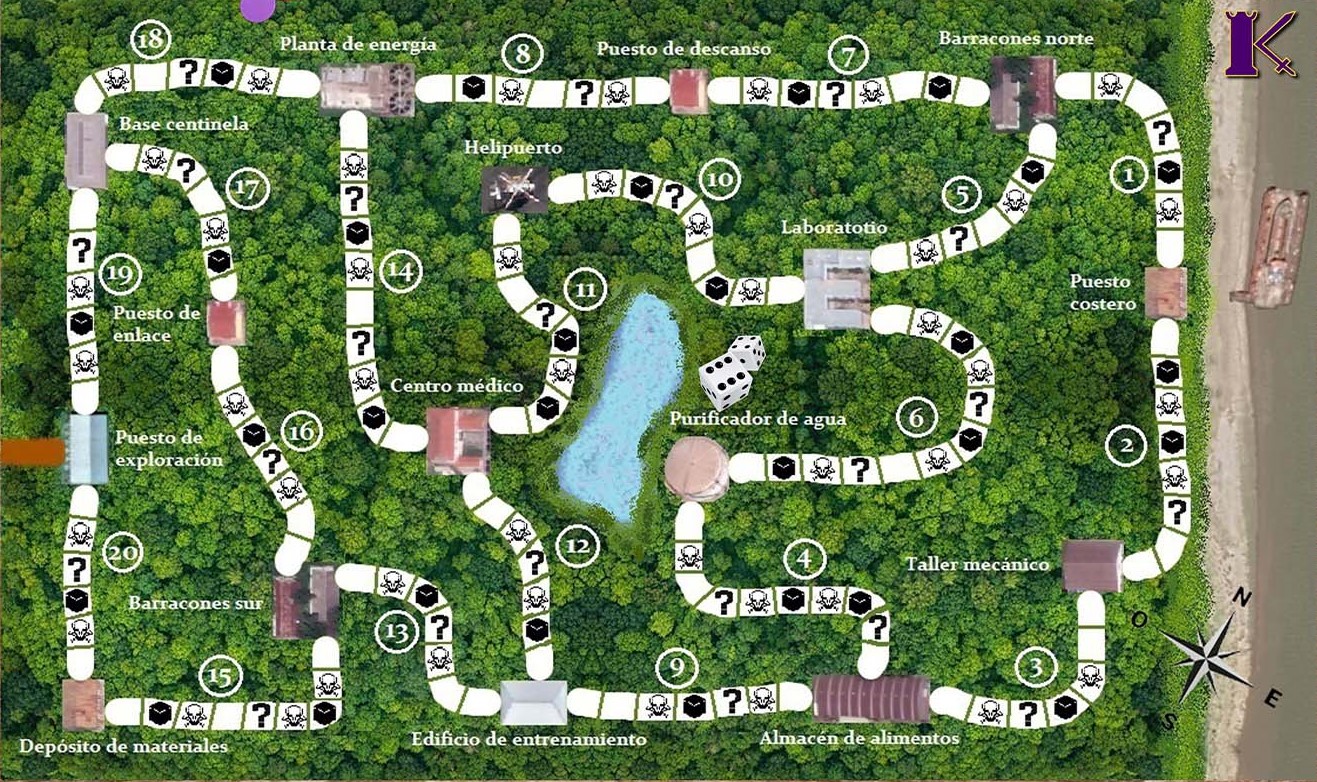 18
Planta de energía
8
Puesto de descanso
7
Barracones norte
K
Base centinela
Helipuerto
17
10
5
1
Laboratotio
19
14
11
Puesto
costero
Puesto de
enlace
Centro médico
Purificador de agua
16
6
2
Puesto de
exploración
12
20
4
Taller mecánico
N
O
E
S
Barracones sur
13
15
9
3
Depósito de materiales
Edificio de entrenamiento
Almacen de alimentos